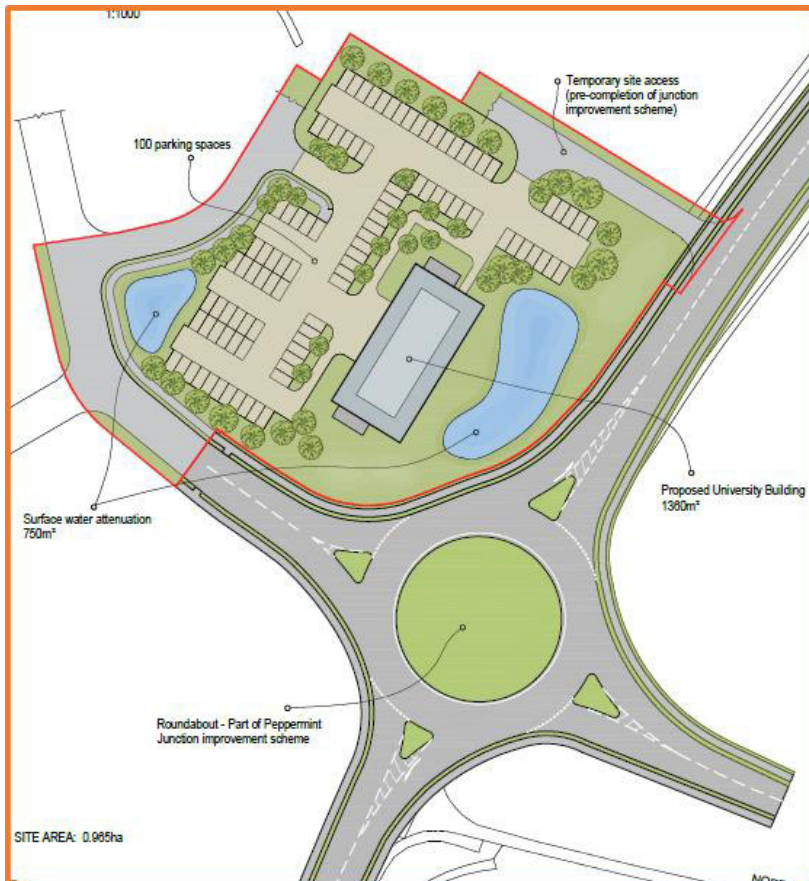 1:1000
Temporary site access
(pre-completion of junction
improvement scheme)
100 parking spaces
Proposed University Building
1360m²
Surface water attenuation
750m²
Roundabout - Part of Peppermint
Junction improvement scheme
SITE AREA: 0.965ha